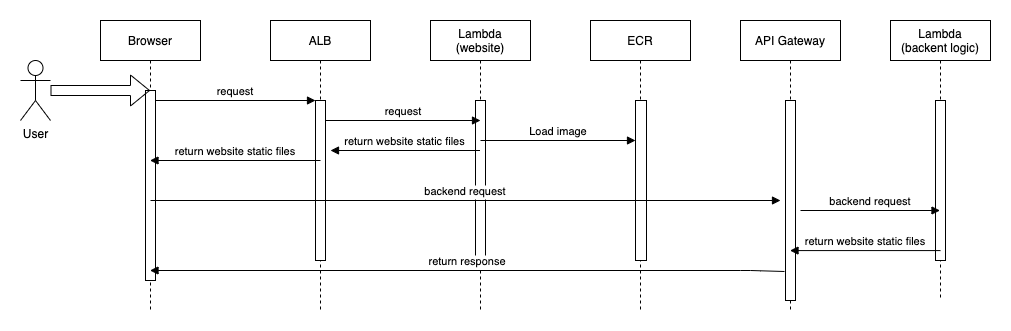 Browser
ALB
Lambda
(website)
ECR
API Gateway
Lambda
(backent logic)
User
request
request
Load image
return website static files
return website static files
backend request
backend request
return website static files
return response